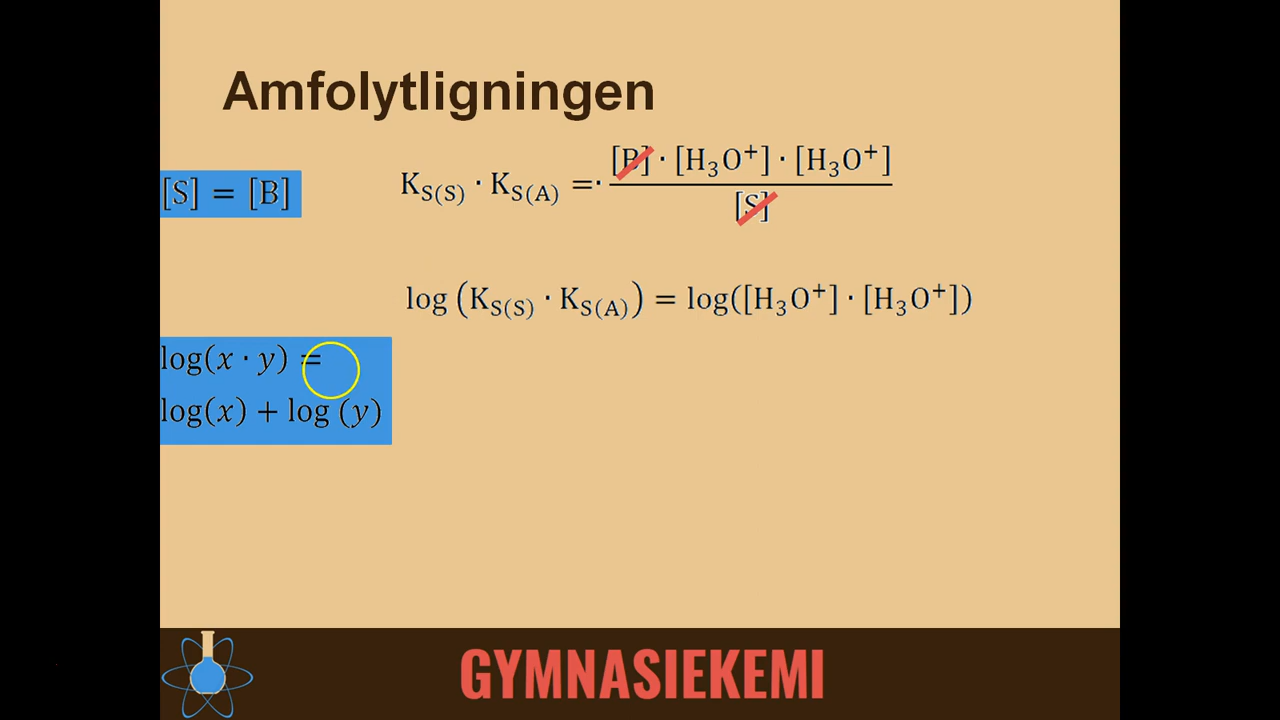 Amfolytligningen
[S] = [B]
K_S(S) · K_S(A) =· [B] · [H₃O⁺] · [H₃O⁺] / [S]
log (K_S(S) · K_S(A)) = log([H₃O⁺] · [H₃O⁺])
log(x · y) =
log(x) + log (y)
GYMNASIEKEMI